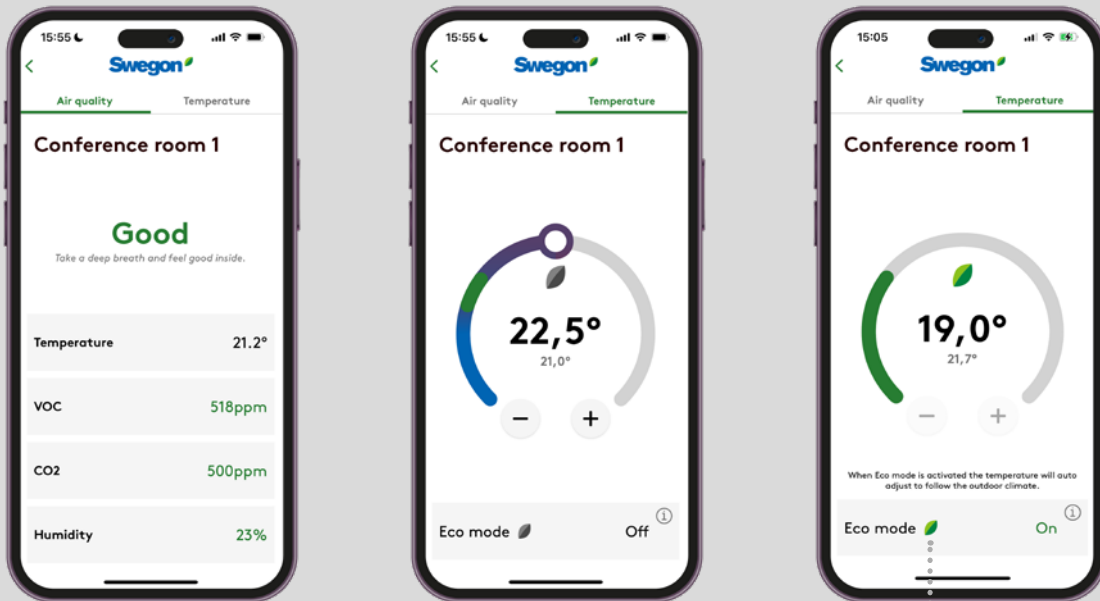 15:55
Swegon
Air quality
Temperature
Conference room 1
Good
Take a deep breath and feel good inside.
Temperature
21.2°
VOC
518ppm
CO2
500ppm
Humidity
23%
15:55
Swegon
Air quality
Temperature
Conference room 1
22,5°
21,0°
−
+
Eco mode
Off
i
15:05
Swegon
Air quality
Temperature
Conference room 1
19,0°
21,7°
−
+
When Eco mode is activated the temperature will auto
adjust to follow the outdoor climate.
Eco mode
On
i